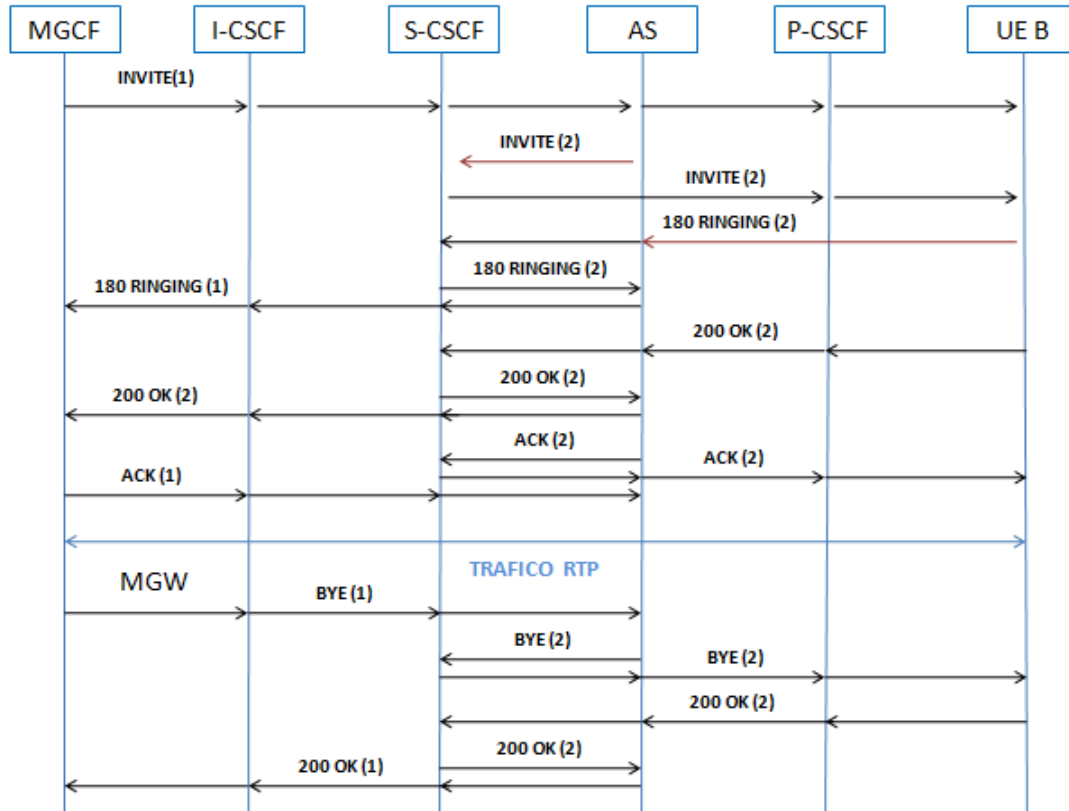 MGCF I-CSCF S-CSCF AS P-CSCF UE B
INVITE(1)
INVITE (2)
INVITE (2)
180 RINGING (2)
180 RINGING (2)
180 RINGING (1)
200 OK (2)
200 OK (2)
200 OK (2)
ACK (2)
ACK (2)
ACK (1)
TRAFICO RTP
MGW
BYE (1)
BYE (2)
BYE (2)
200 OK (2)
200 OK (2)
200 OK (1)